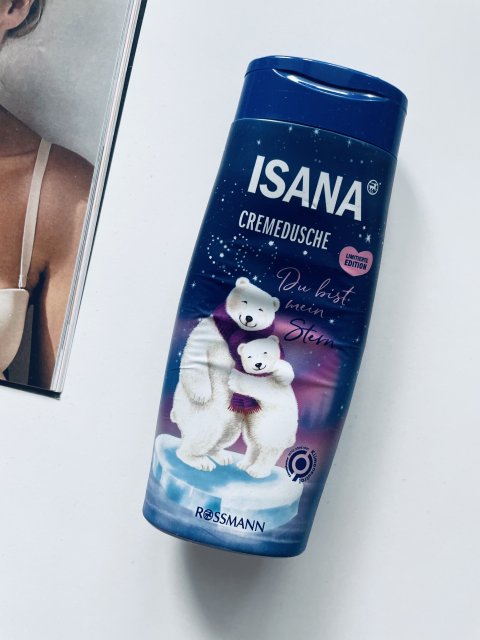 ISANA
CREMEDUSCHE
LIMITIERTE
EDITION
Du bist
mein
Stern
ROSSMANN